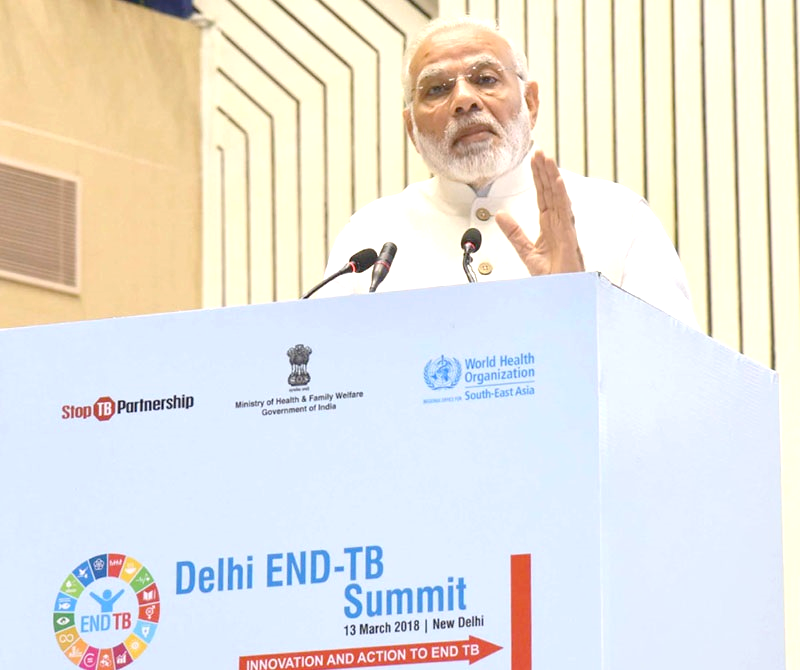 Stop TB Partnership
Ministry of Health & Family Welfare
Government of India
World Health
Organization
REGIONAL OFFICE FOR South-East Asia
END TB
Delhi END-TB
Summit
13 March 2018 | New Delhi
INNOVATION AND ACTION TO END TB